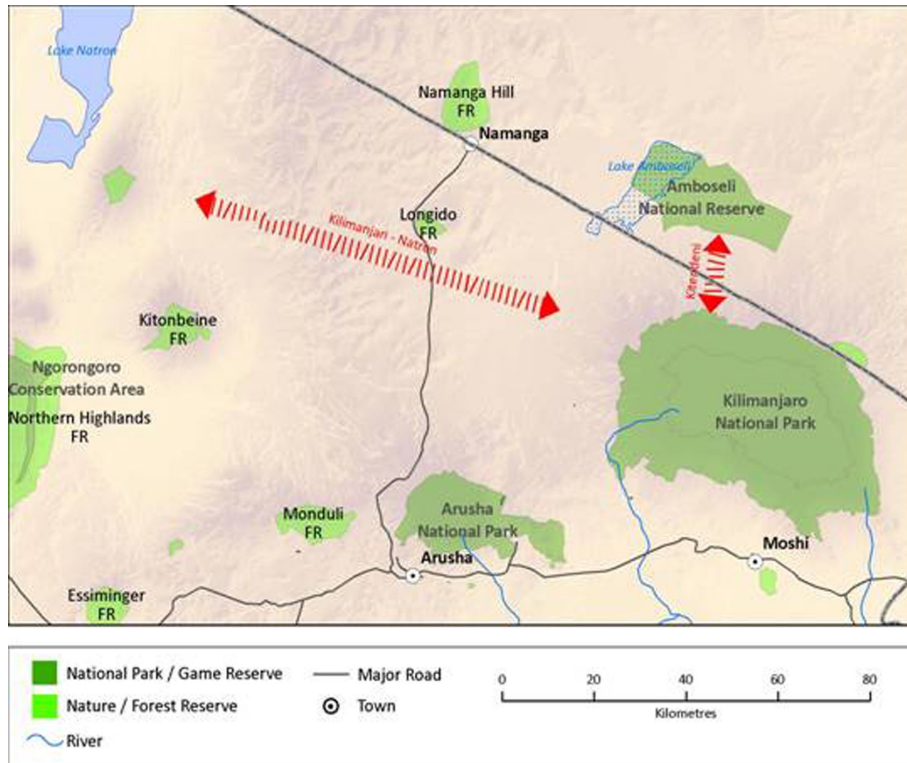 Lake Natron
Namanga Hill
FR
Namanga
Lake Amboseli
Amboseli
National Reserve
Longido
FR
Kilimanjari - Natron
Kitendeni
Kitonbeine
FR
Ngorongoro
Conservation Area
Northern Highlands
FR
Kilimanjaro
National Park
Monduli
FR
Arusha
National Park
Arusha
Moshi
Essiminger
FR
National Park / Game Reserve
Nature / Forest Reserve
River
Major Road
Town
0 20 40 60 80
Kilometres